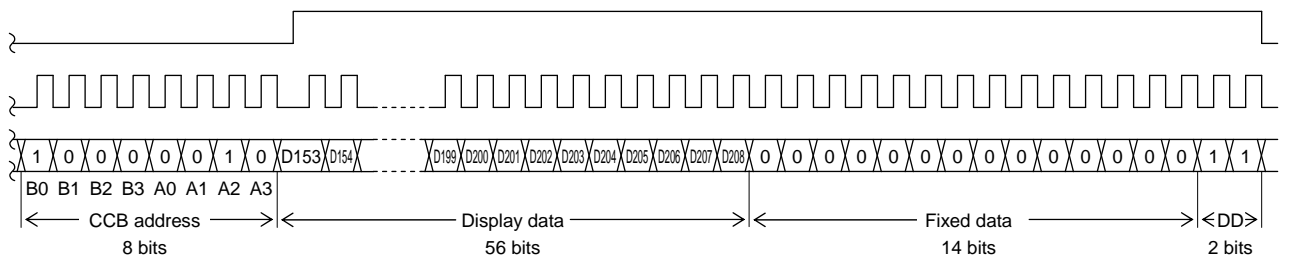 1 0 0 0 0 0 1 0 D153 D154 D199 D200 D201 D202 D203 D204 D205 D206 D207 D208 0 0 0 0 0 0 0 0 0 0 0 0 0 0 1 1
B0 B1 B2 B3 A0 A1 A2 A3
CCB address Display data Fixed data DD
8 bits 56 bits 14 bits 2 bits